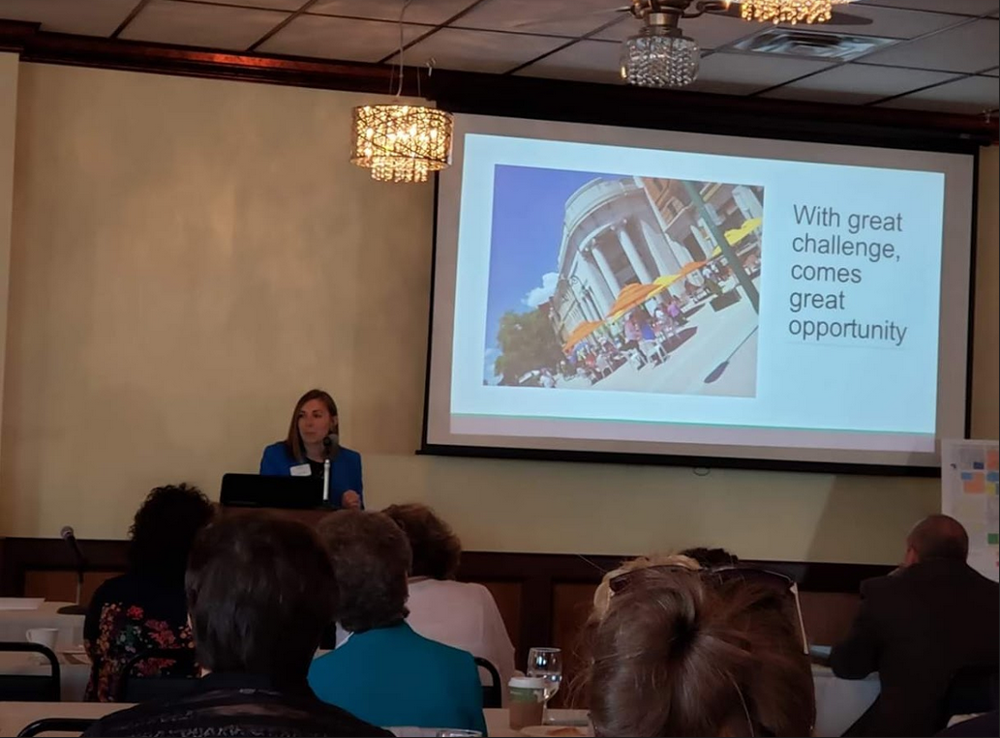 With great
challenge,
comes
great
opportunity